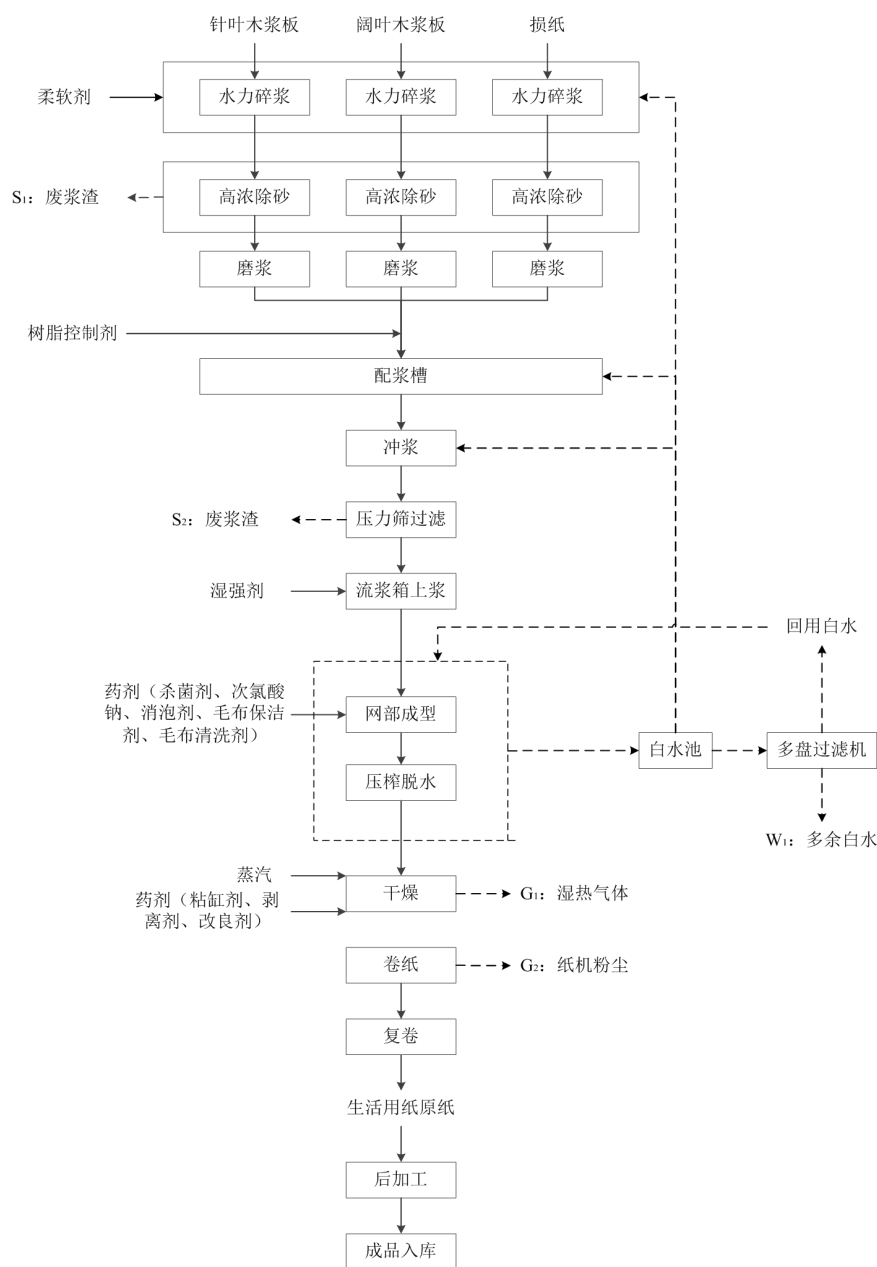 针叶木浆板
阔叶木浆板
损纸
柔软剂
水力碎浆
水力碎浆
水力碎浆
S₁：废浆渣
高浓除砂
高浓除砂
高浓除砂
磨浆
磨浆
磨浆
树脂控制剂
配浆槽
冲浆
S₂：废浆渣
压力筛过滤
湿强剂
流浆箱上浆
回用白水
药剂（杀菌剂、次氯酸
钠、消泡剂、毛布保洁
剂、毛布清洗剂）
网部成型
白水池
多盘过滤机
压榨脱水
W₁：多余白水
蒸汽
药剂（粘缸剂、剥
离剂、改良剂）
干燥
G₁：湿热气体
卷纸
G₂：纸机粉尘
复卷
生活用纸原纸
后加工
成品入库